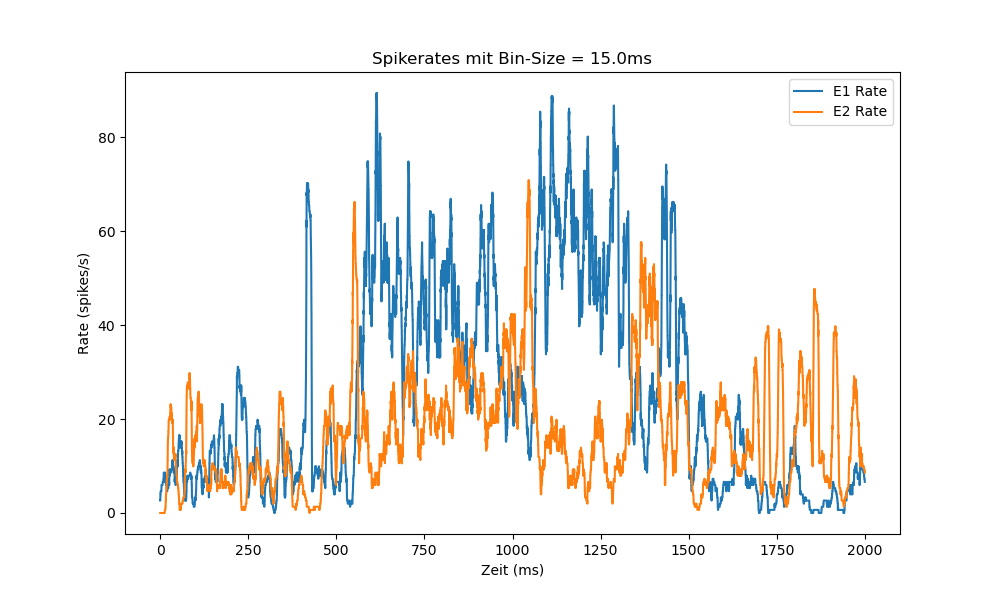 Spikerates mit Bin-Size = 15.0ms
E1 Rate
E2 Rate
Rate (spikes/s)
80
60
40
20
0
0 250 500 750 1000 1250 1500 1750 2000
Zeit (ms)